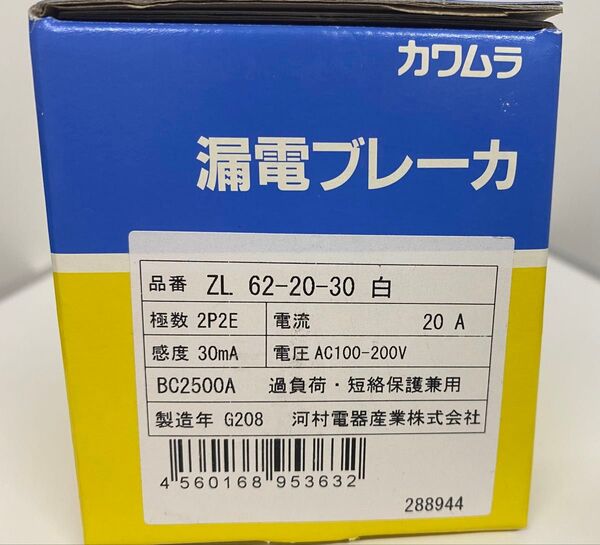 カワムラ
漏電ブレーカ
品番 ZL 62-20-30 白
極数 2P2E 電流 20 A
感度 30mA 電圧 AC100-200V
BC2500A 過負荷・短絡保護兼用
製造年 G208 河村電器産業株式会社
4560168 953632
288944